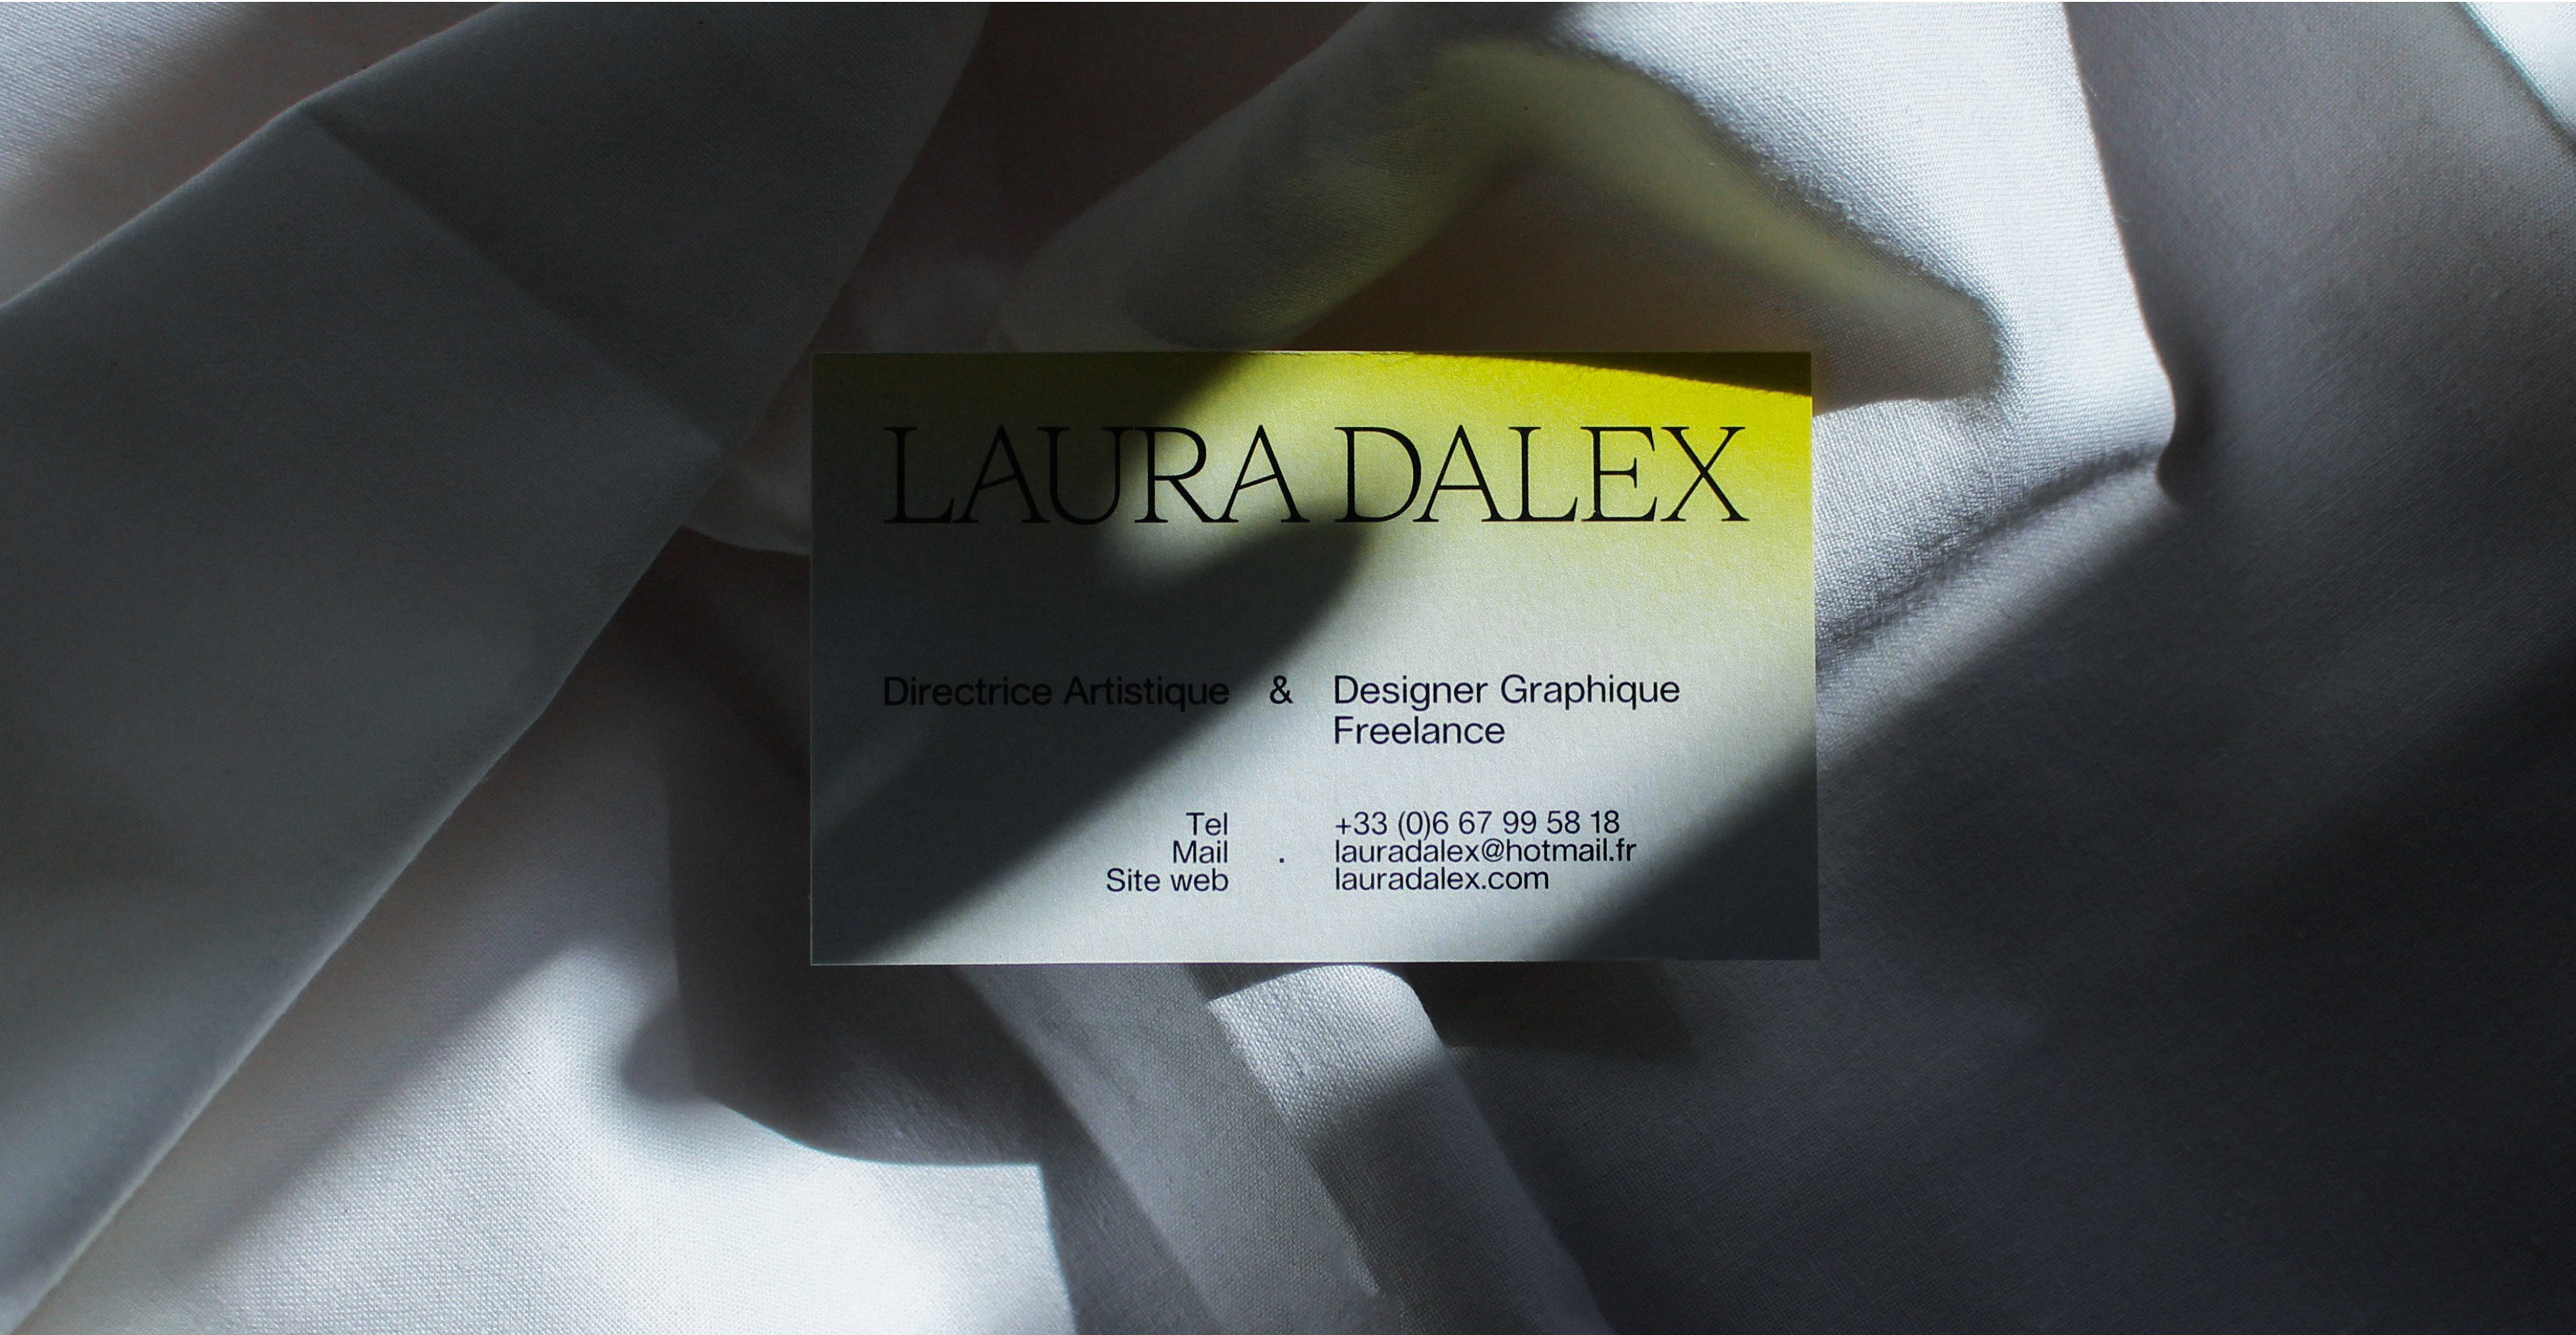 LAURA DALEX
Directrice Artistique & Designer Graphique
Freelance
Tel +33 (0)6 67 99 58 18
Mail . lauradalex@hotmail.fr
Site web lauradalex.com